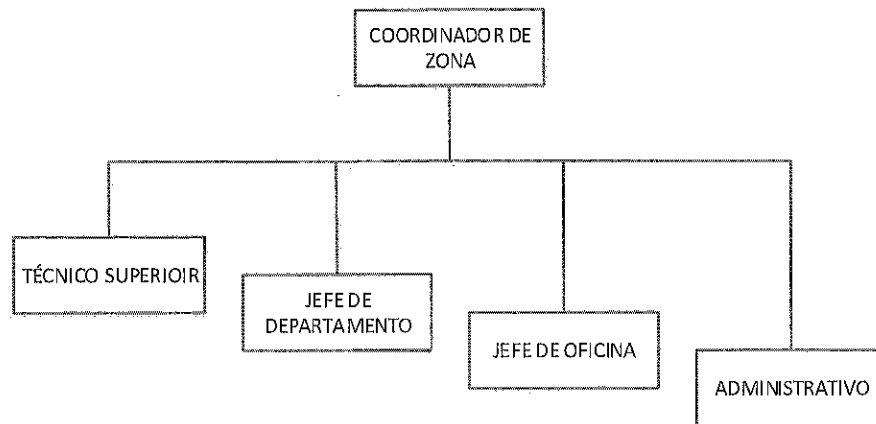 COORDINADOR DE
ZONA
TÉCNICO SUPERIOIR
JEFE DE
DEPARTAMENTO
JEFE DE OFICINA
ADMINISTRATIVO